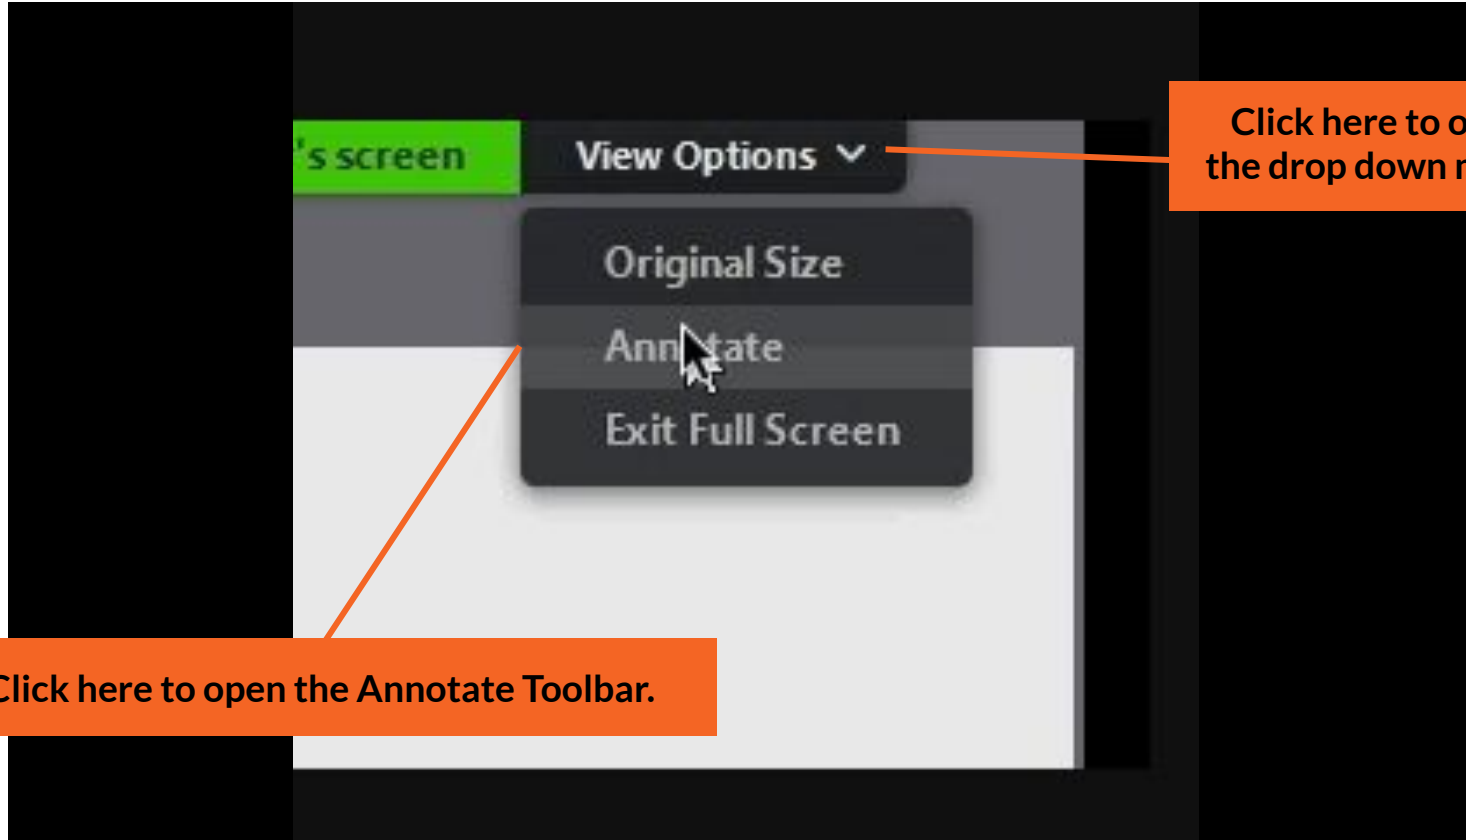 's screen
View Options
Click here to o
the drop down
Original Size
Annotate
Exit Full Screen
Click here to open the Annotate Toolbar.